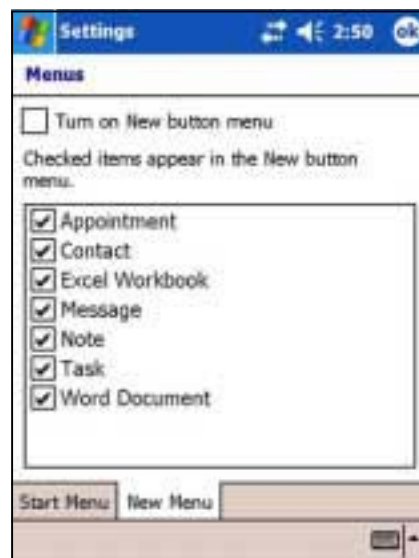 Settings 2:50 ok
Menus
Turn on New button menu
Checked items appear in the New button
menu.
Appointment
Contact
Excel Workbook
Message
Note
Task
Word Document
Start Menu New Menu